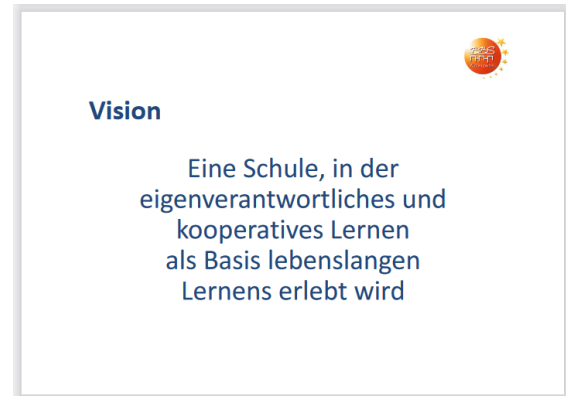 Vision
Eine Schule, in der
eigenverantwortliches und
kooperatives Lernen
als Basis lebenslangen
Lernens erlebt wird